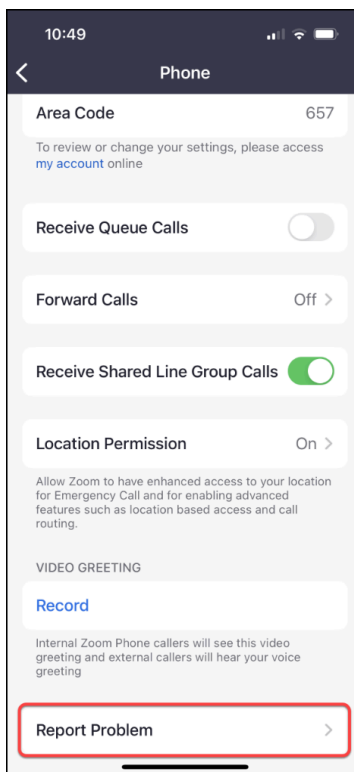 10:49
Phone
Area Code 657
To review or change your settings, please access
my account online
Receive Queue Calls
Forward Calls Off
Receive Shared Line Group Calls
Location Permission On
Allow Zoom to have enhanced access to your location
for Emergency Call and for enabling advanced
features such as location based access and call
routing.
VIDEO GREETING
Record
Internal Zoom Phone callers will see this video
greeting and external callers will hear your voice
greeting
Report Problem